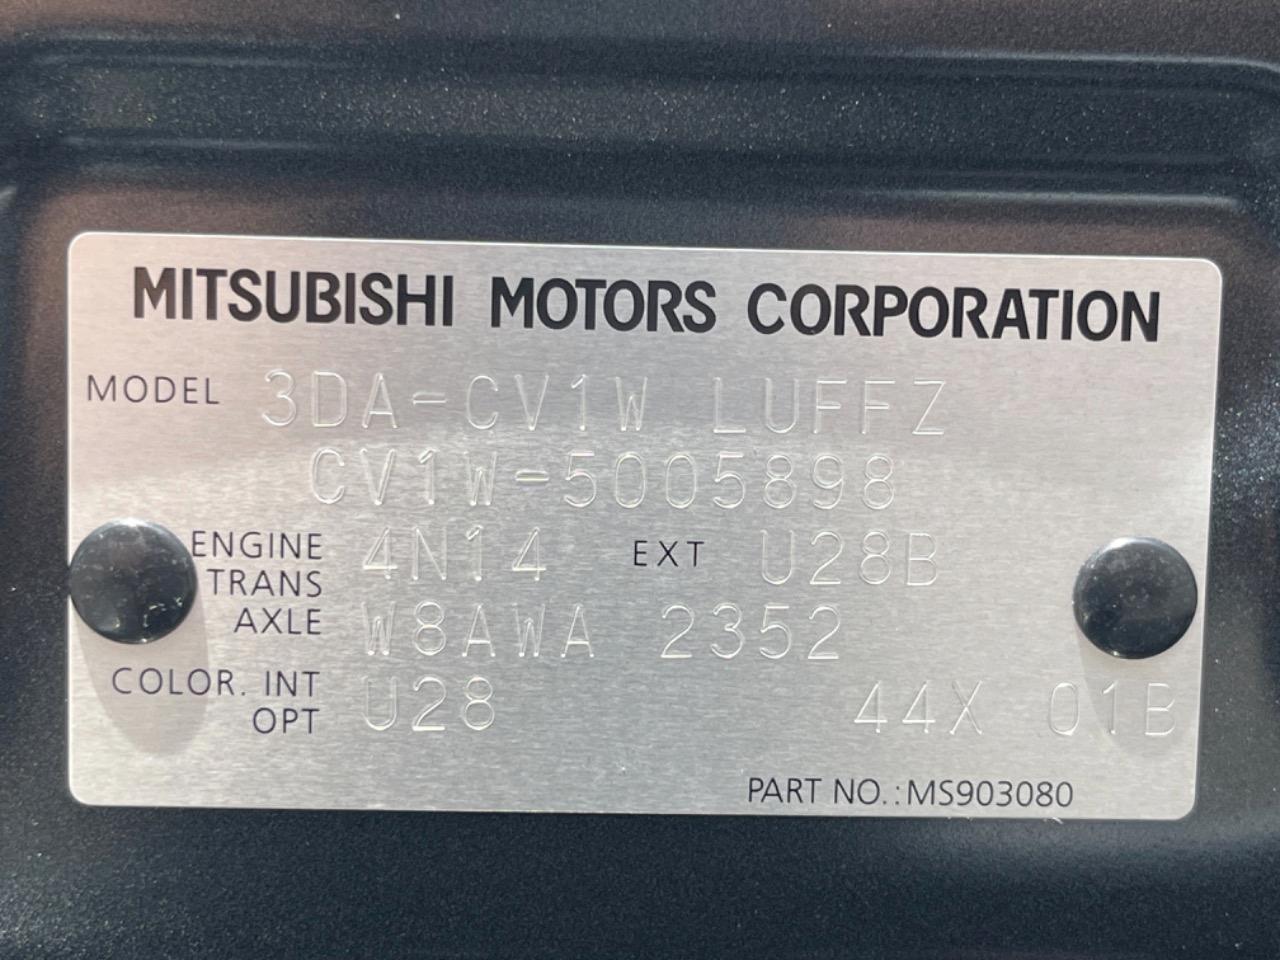 MITSUBISHI MOTORS CORPORATION
MODEL 3DA-CV1W LUFFZ
CV1W-5005898
ENGINE 4N14 EXT U28B
TRANS
AXLE W8AWA 2352
COLOR. INT U28 44X 01B
OPT
PART NO.:MS903080